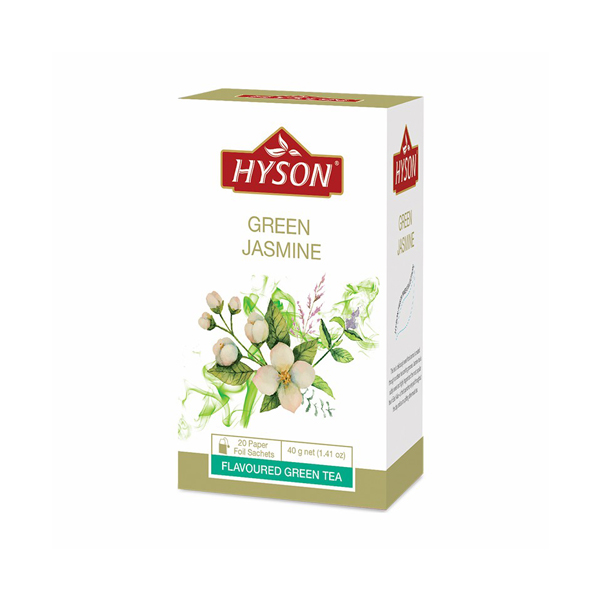 HYSON®
GREEN
JASMINE
20 Paper
Foil Sachets
40 g net (1.41 oz)
FLAVOURED GREEN TEA
HYSON
GREEN
JASMINE